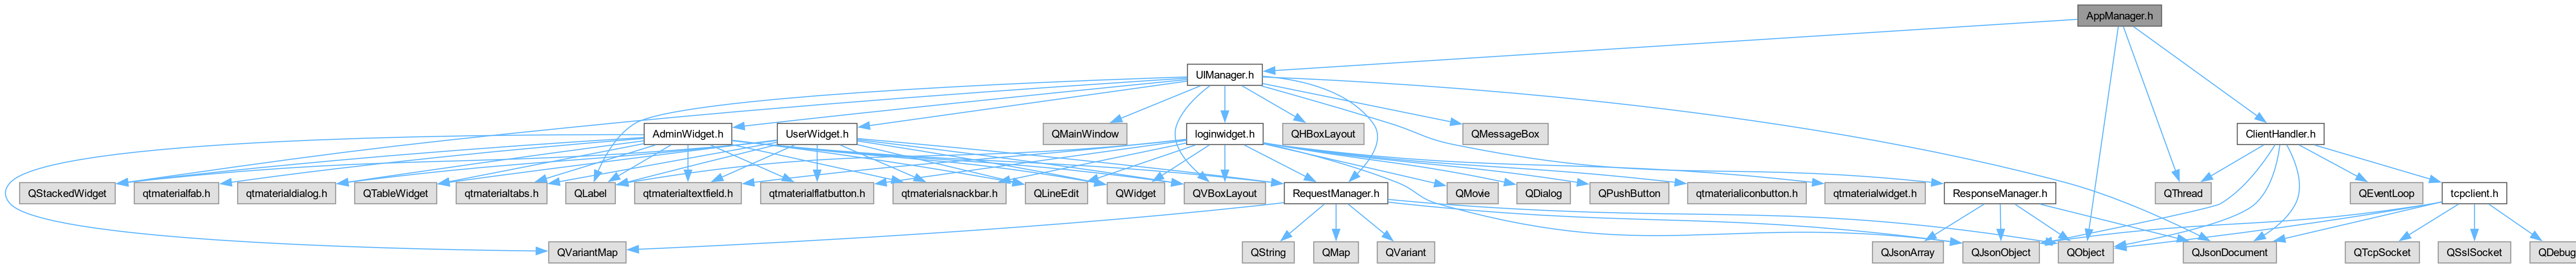 AppManager.h
UIManager.h
AdminWidget.h
UserWidget.h
QMainWindow
loginwidget.h
QHBoxLayout
QMessageBox
ClientHandler.h
QStackedWidget
qtmaterialfab.h
qtmaterialdialog.h
QTableWidget
qtmaterialtabs.h
QLabel
qtmaterialtextfield.h
qtmaterialflatbutton.h
qtmaterialsnackbar.h
QLineEdit
QWidget
QVBoxLayout
RequestManager.h
QMovie
QDialog
QPushButton
qtmaterialiconbutton.h
qtmaterialwidget.h
ResponseManager.h
QThread
QEventLoop
tcpclient.h
QVariantMap
QString
QMap
QVariant
QJsonArray
QJsonObject
QObject
QJsonDocument
QTcpSocket
QSslSocket
QDebug